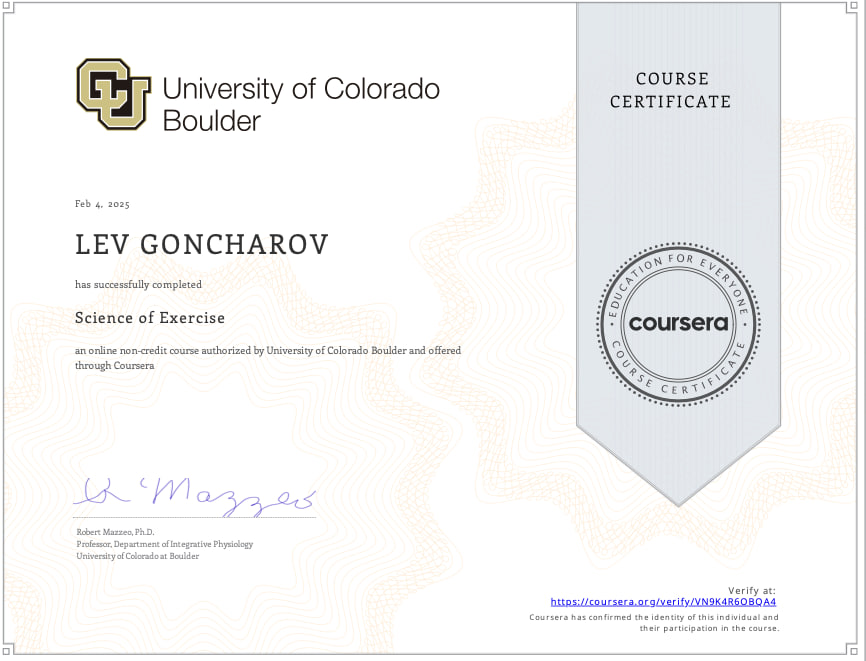 University of Colorado
Boulder
COURSE
CERTIFICATE
Feb 4, 2025
LEV GONCHAROV
has successfully completed
Science of Exercise
an online non-credit course authorized by University of Colorado Boulder and offered
through Coursera
EDUCATION FOR EVERYONE
coursera
COURSE CERTIFICATE
R Mazzeo
Robert Mazzeo, Ph.D.
Professor, Department of Integrative Physiology
University of Colorado at Boulder
Verify at:
https://coursera.org/verify/VN9K4R6OBQA4
Coursera has confirmed the identity of this individual and
their participation in the course.